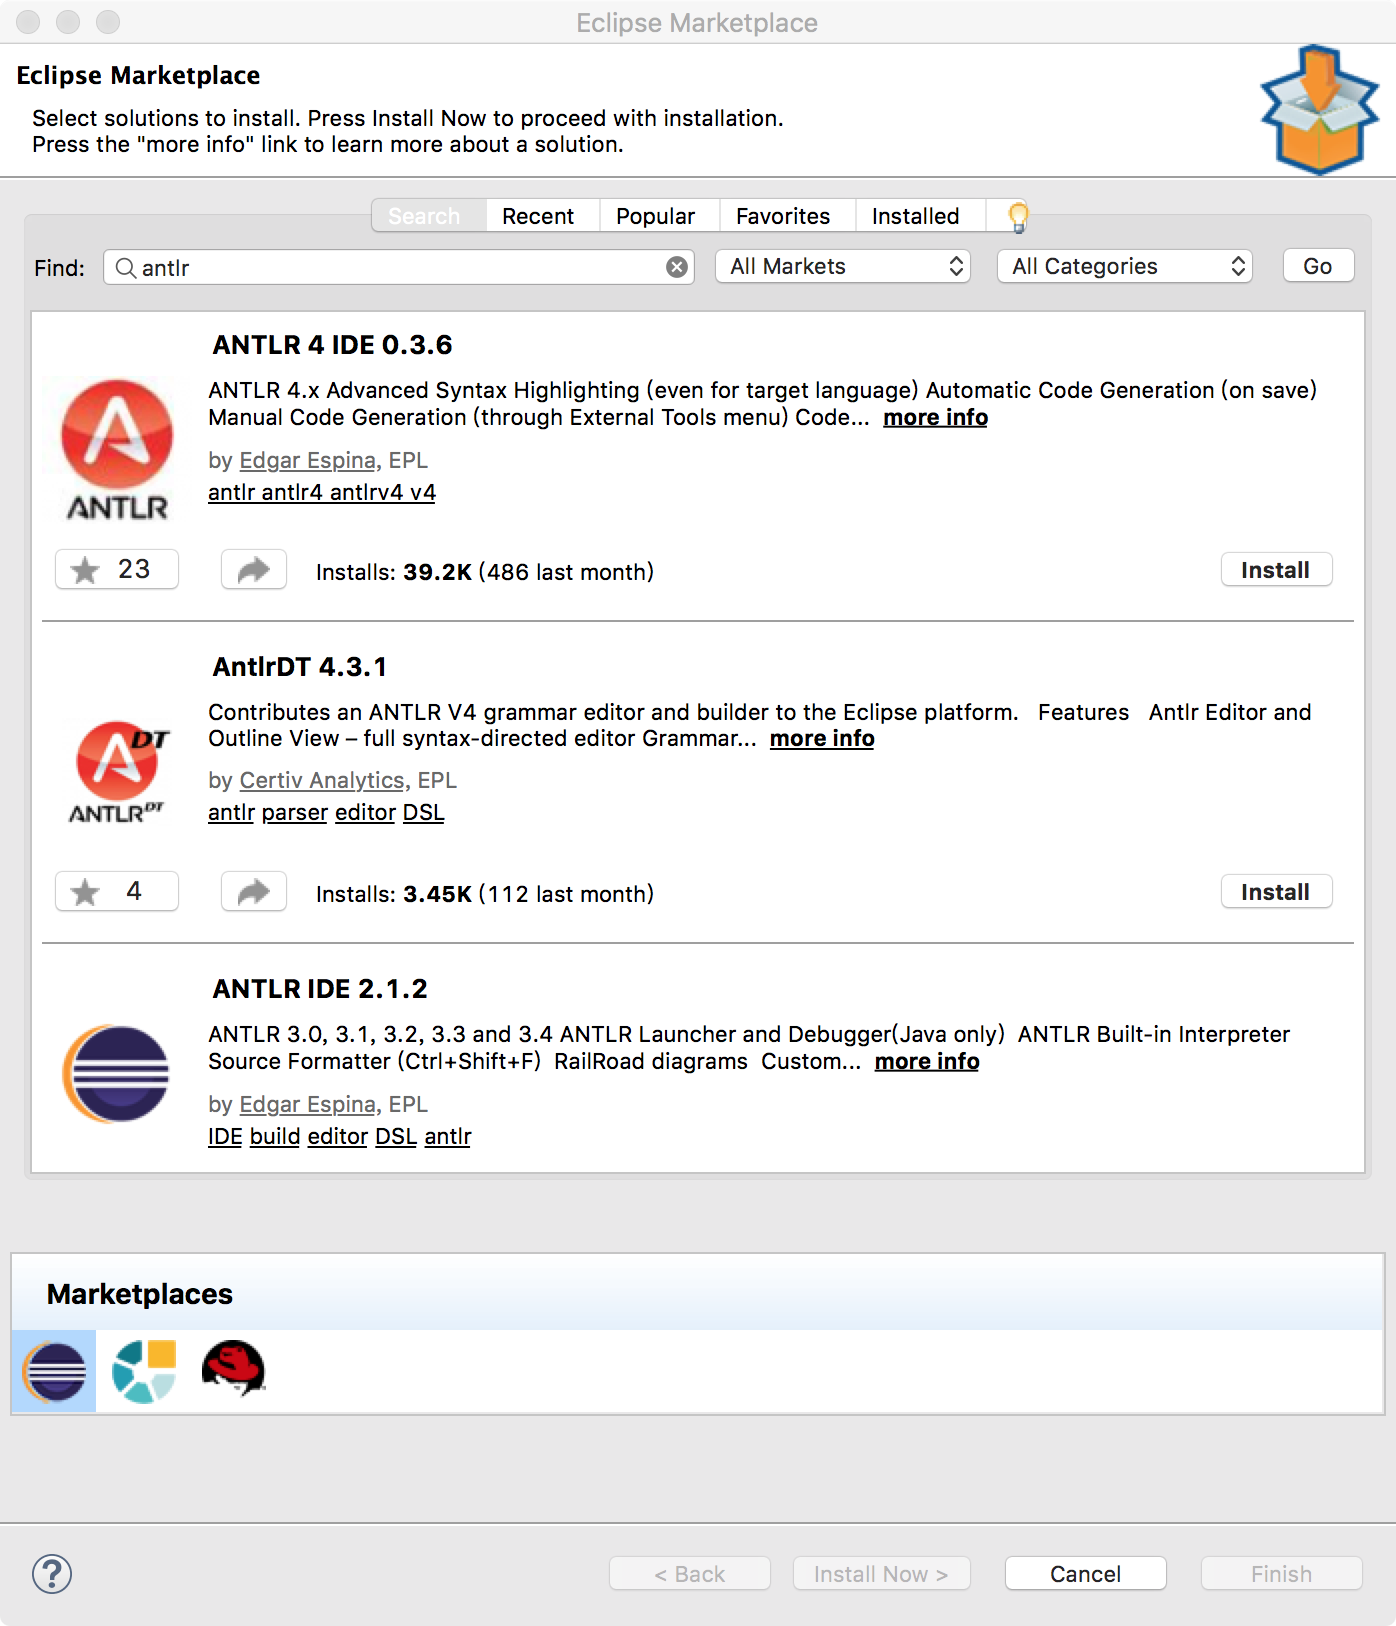 Eclipse Marketplace
Eclipse Marketplace
Select solutions to install. Press Install Now to proceed with installation.
Press the "more info" link to learn more about a solution.
Search Recent Popular Favorites Installed
Find: antlr All Markets All Categories Go
ANTLR 4 IDE 0.3.6
ANTLR 4.x Advanced Syntax Highlighting (even for target language) Automatic Code Generation (on save)
Manual Code Generation (through External Tools menu) Code... more info
by Edgar Espina, EPL
antlr antlr4 antlrv4 v4
ANTLR
23 Installs: 39.2K (486 last month) Install
AntlrDT 4.3.1
Contributes an ANTLR V4 grammar editor and builder to the Eclipse platform. Features Antlr Editor and
Outline View – full syntax-directed editor Grammar... more info
DT
by Certiv Analytics, EPL
antlr parser editor DSL
ANTLRDT
4 Installs: 3.45K (112 last month) Install
ANTLR IDE 2.1.2
ANTLR 3.0, 3.1, 3.2, 3.3 and 3.4 ANTLR Launcher and Debugger(Java only) ANTLR Built-in Interpreter
Source Formatter (Ctrl+Shift+F) RailRoad diagrams Custom... more info
by Edgar Espina, EPL
IDE build editor DSL antlr
Marketplaces
? < Back Install Now > Cancel Finish